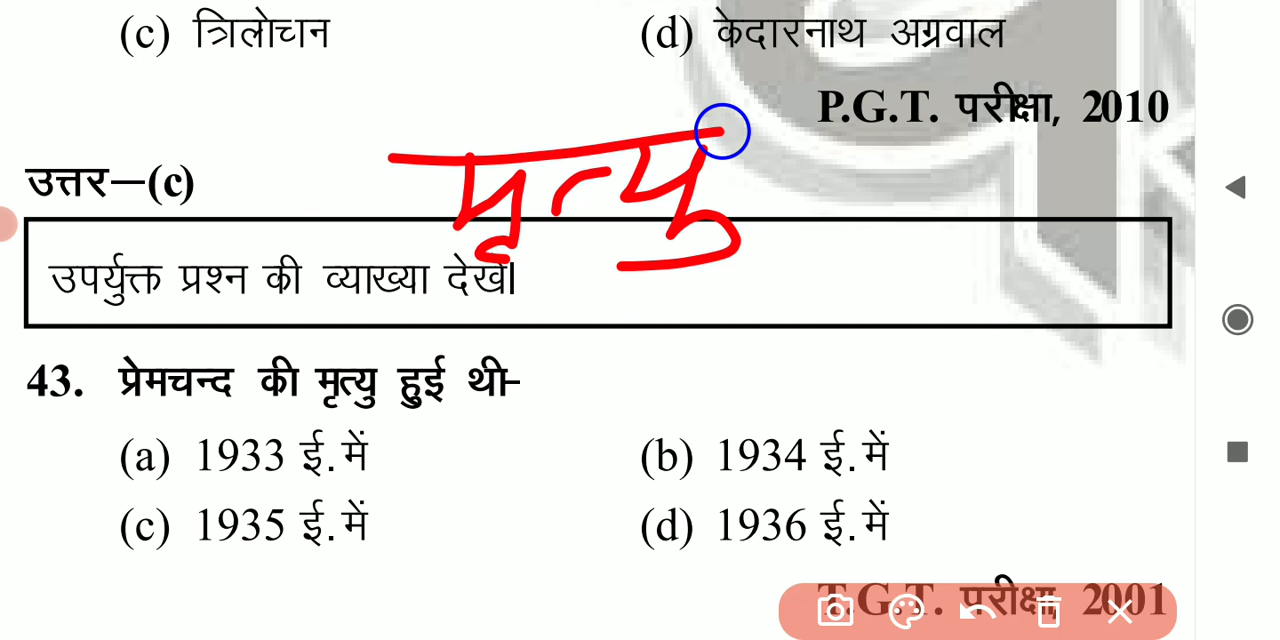 (c) त्रिलोचन (d) केदारनाथ अग्रवाल
P.G.T. परीक्षा, 2010
मृत्यु
उत्तर—(c)
उपर्युक्त प्रश्न की व्याख्या देखें।
43. प्रेमचन्द की मृत्यु हुई थी-
(a) 1933 ई. में (b) 1934 ई. में
(c) 1935 ई. में (d) 1936 ई. में
T.G.T. परीक्षा, 2001